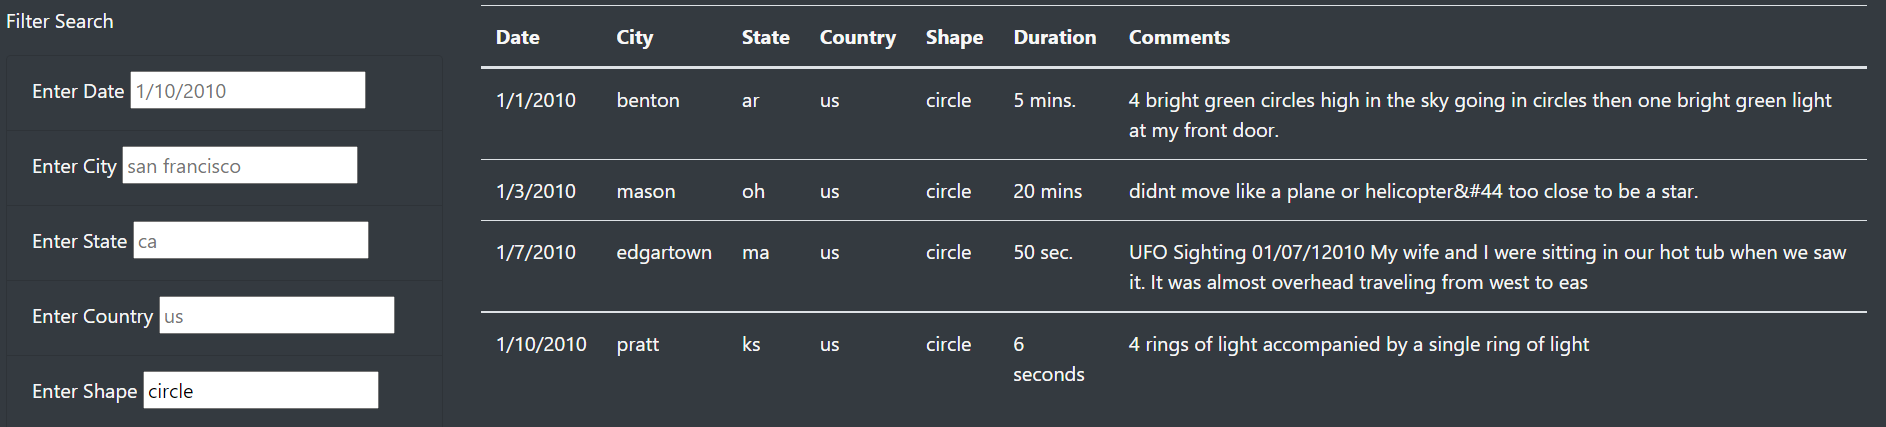 Filter Search
Enter Date 1/10/2010
Enter City san francisco
Enter State ca
Enter Country us
Enter Shape circle
Date City State Country Shape Duration Comments
1/1/2010 benton ar us circle 5 mins. 4 bright green circles high in the sky going in circles then one bright green light
at my front door.
1/3/2010 mason oh us circle 20 mins didnt move like a plane or helicopter&#44 too close to be a star.
1/7/2010 edgartown ma us circle 50 sec. UFO Sighting 01/07/12010 My wife and I were sitting in our hot tub when we saw
it. It was almost overhead traveling from west to eas
1/10/2010 pratt ks us circle 6 4 rings of light accompanied by a single ring of light
seconds